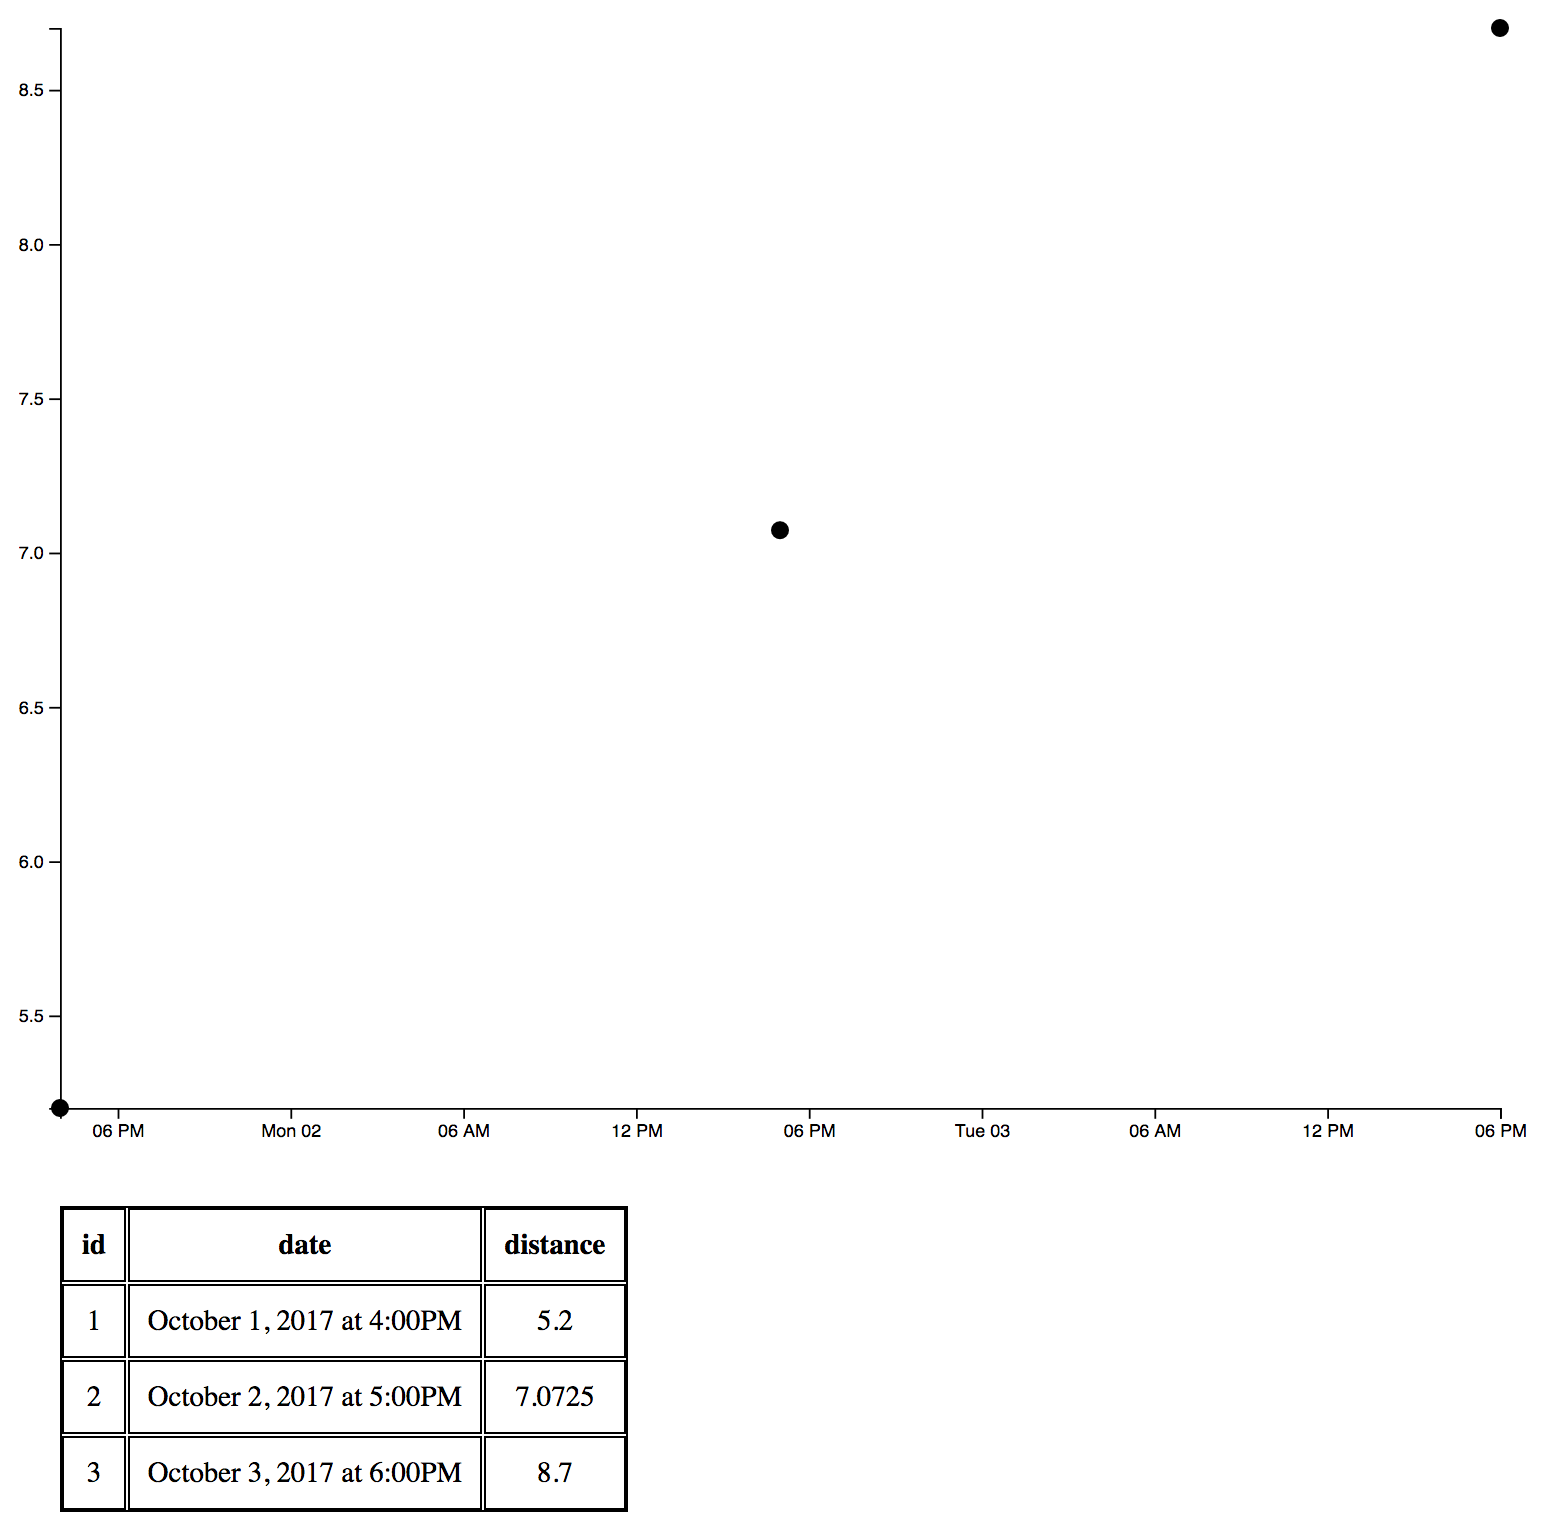 8.5
8.0
7.5
7.0
6.5
6.0
5.5
06 PM Mon 02 06 AM 12 PM 06 PM Tue 03 06 AM 12 PM 06 PM
id date distance
1 October 1, 2017 at 4:00PM 5.2
2 October 2, 2017 at 5:00PM 7.0725
3 October 3, 2017 at 6:00PM 8.7